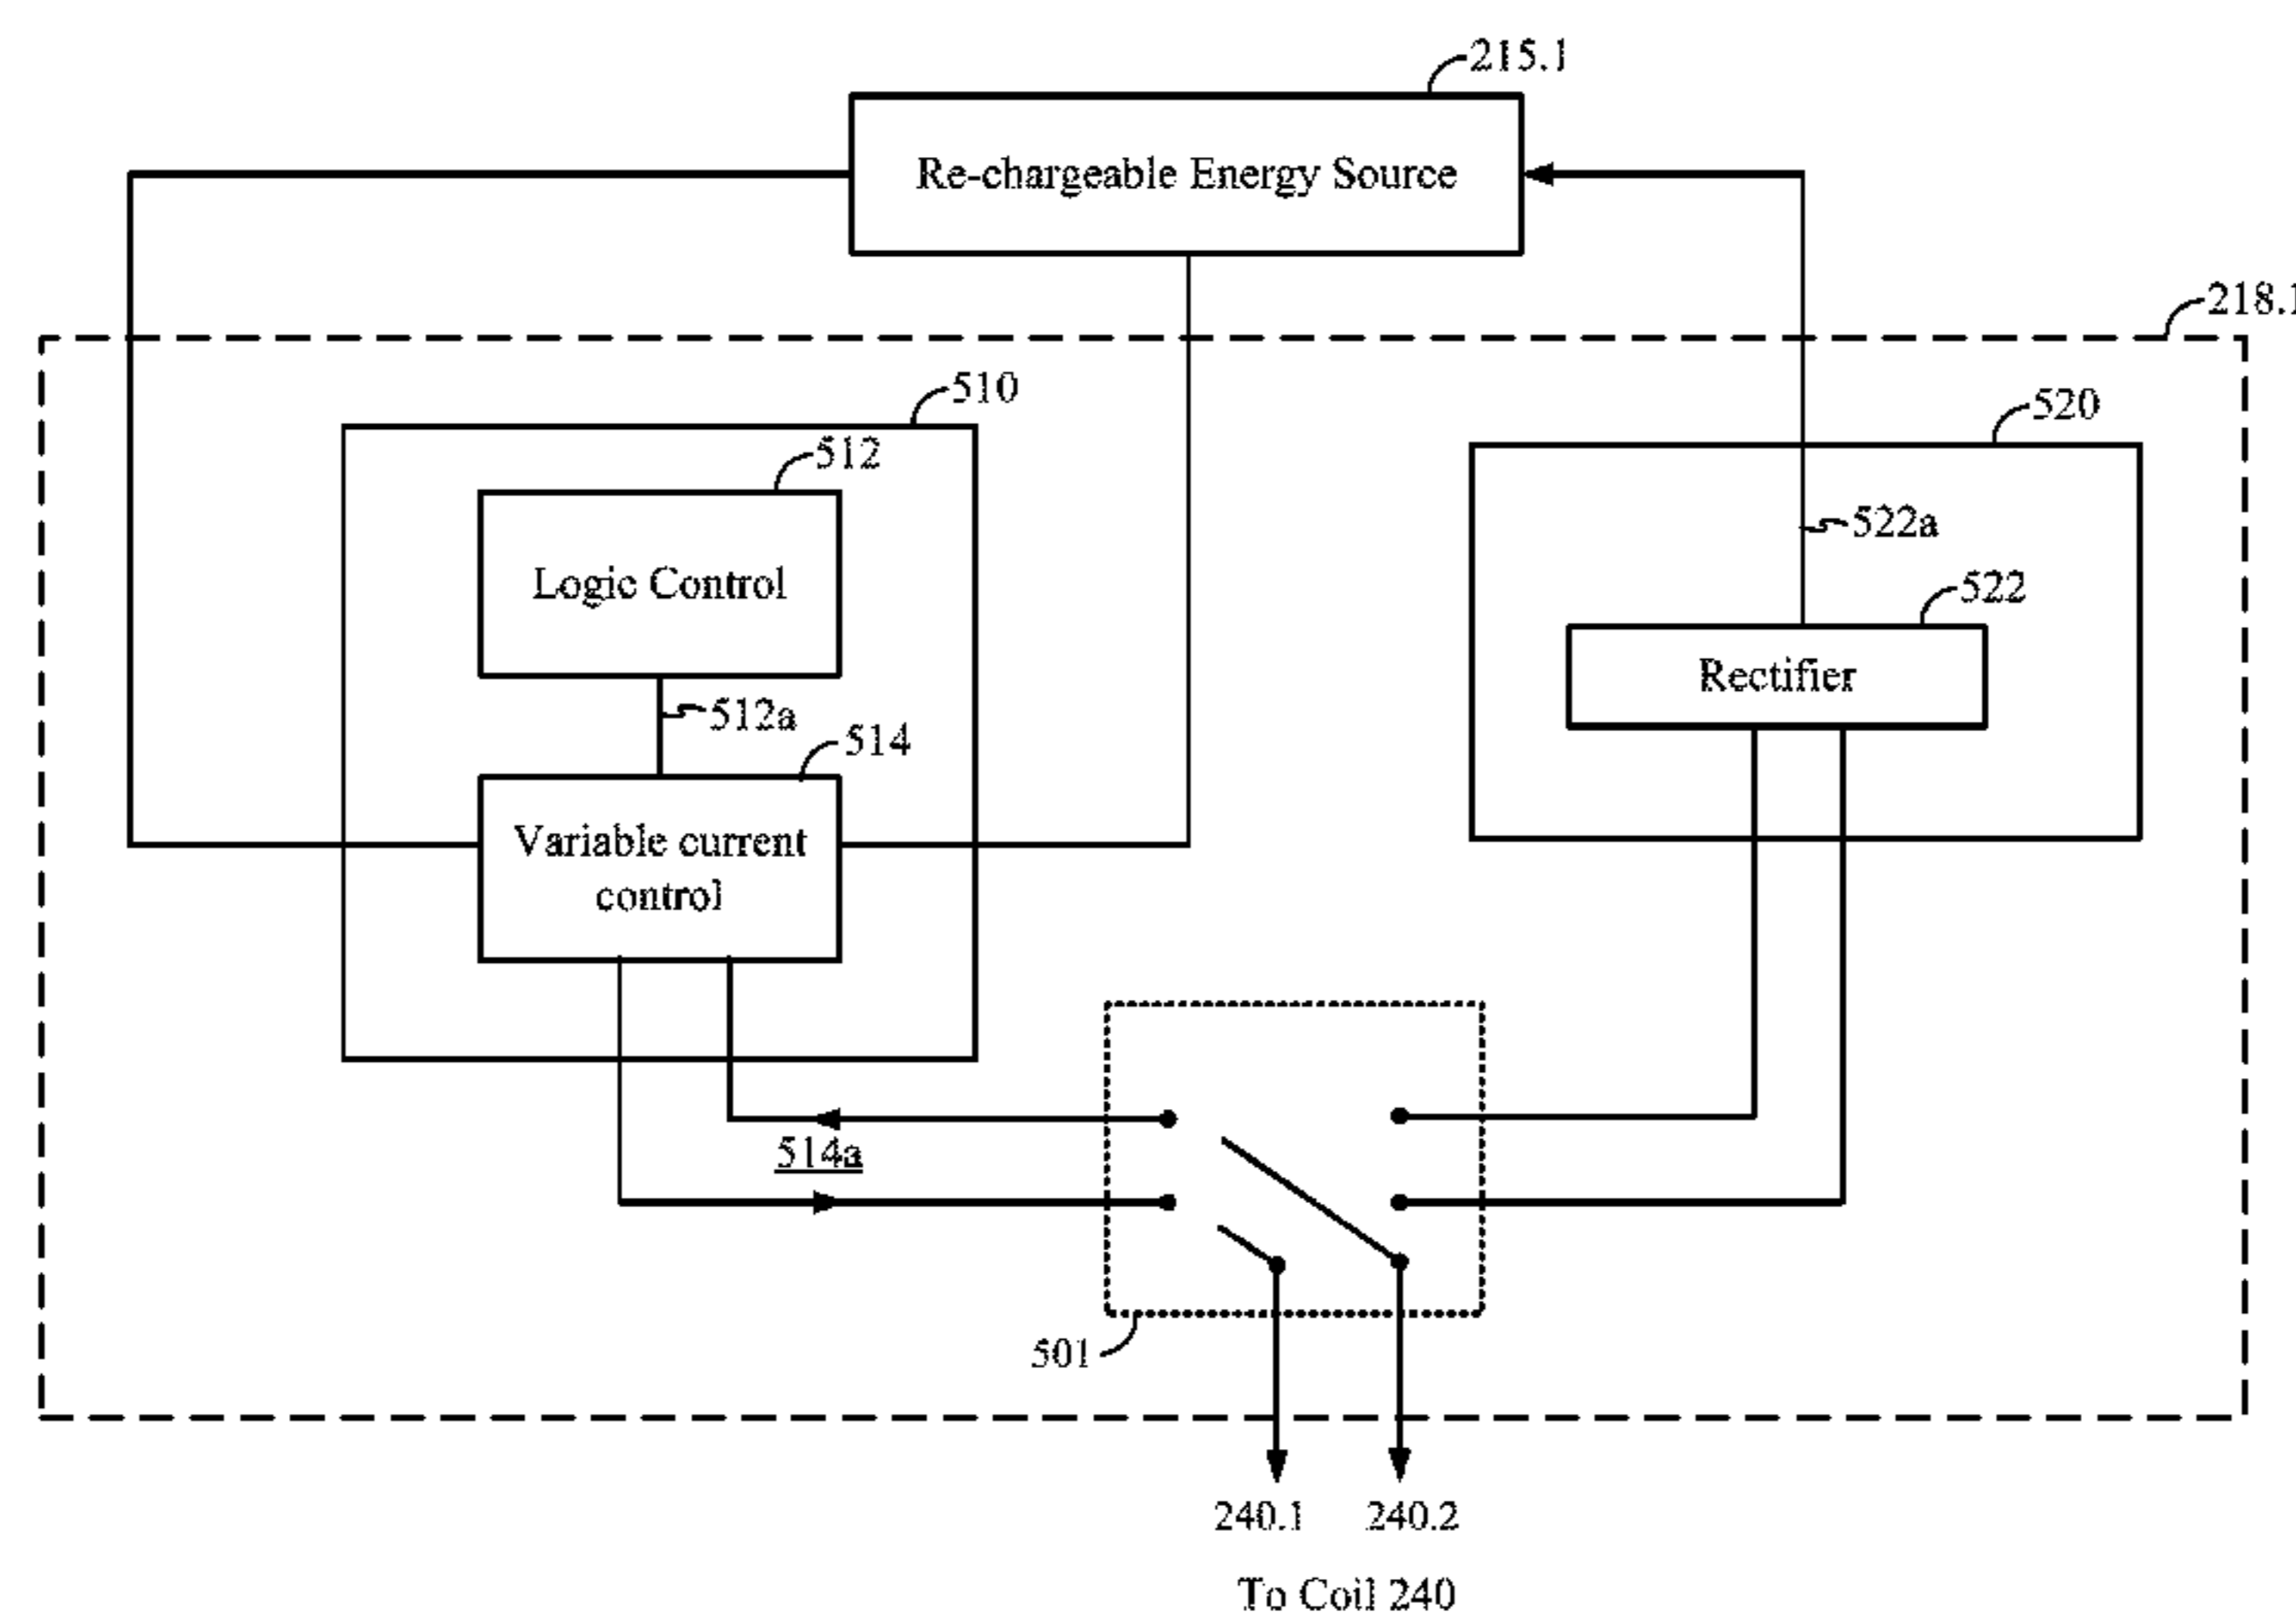 215.1
Re-chargeable Energy Source
218.1
510
520
512
522a
Logic Control
522
Rectifier
512a
514
Variable current
control
514a
501
240.1 240.2
To Coil 240